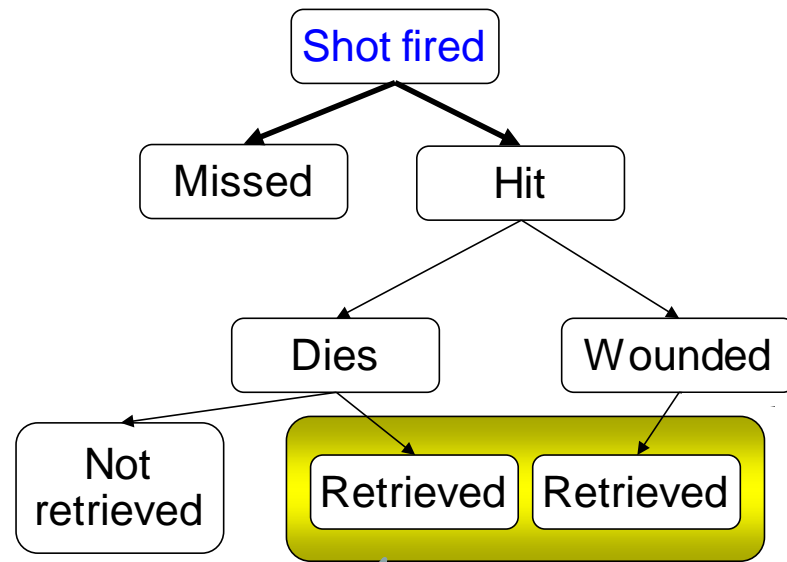 Shot fired
Missed
Hit
Dies
Wounded
Not
retrieved
Retrieved
Retrieved